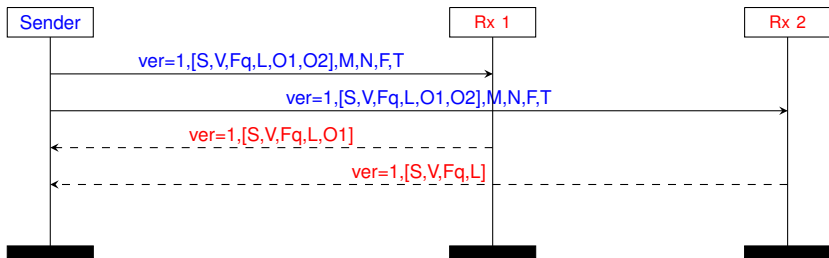 Sender
Rx 1
Rx 2
ver=1,[S,V,Fq,L,O1,O2],M,N,F,T
ver=1,[S,V,Fq,L,O1,O2],M,N,F,T
ver=1,[S,V,Fq,L,O1]
ver=1,[S,V,Fq,L]